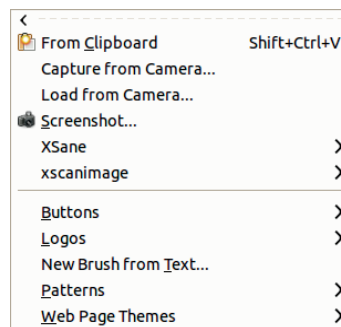 From Clipboard Shift+Ctrl+V
Capture from Camera...
Load from Camera...
Screenshot...
XSane
xscanimage
Buttons
Logos
New Brush from Text...
Patterns
Web Page Themes